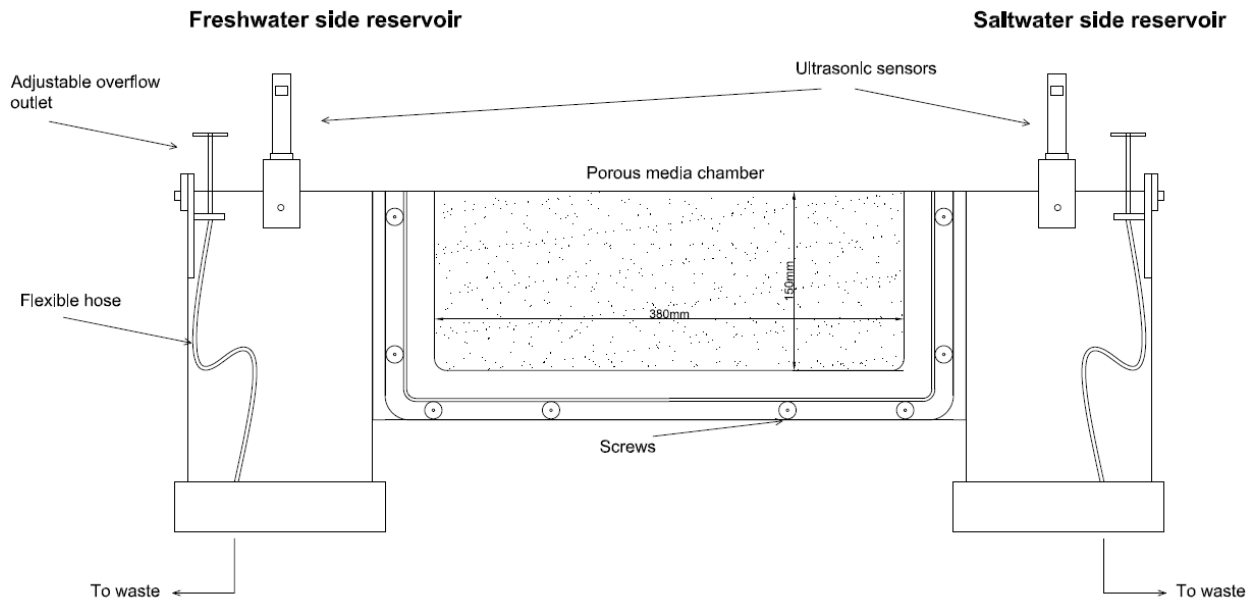 Freshwater side reservoir
Saltwater side reservoir
Adjustable overflow
outlet
Ultrasonic sensors
Porous media chamber
150mm
380mm
Flexible hose
Screws
To waste
To waste